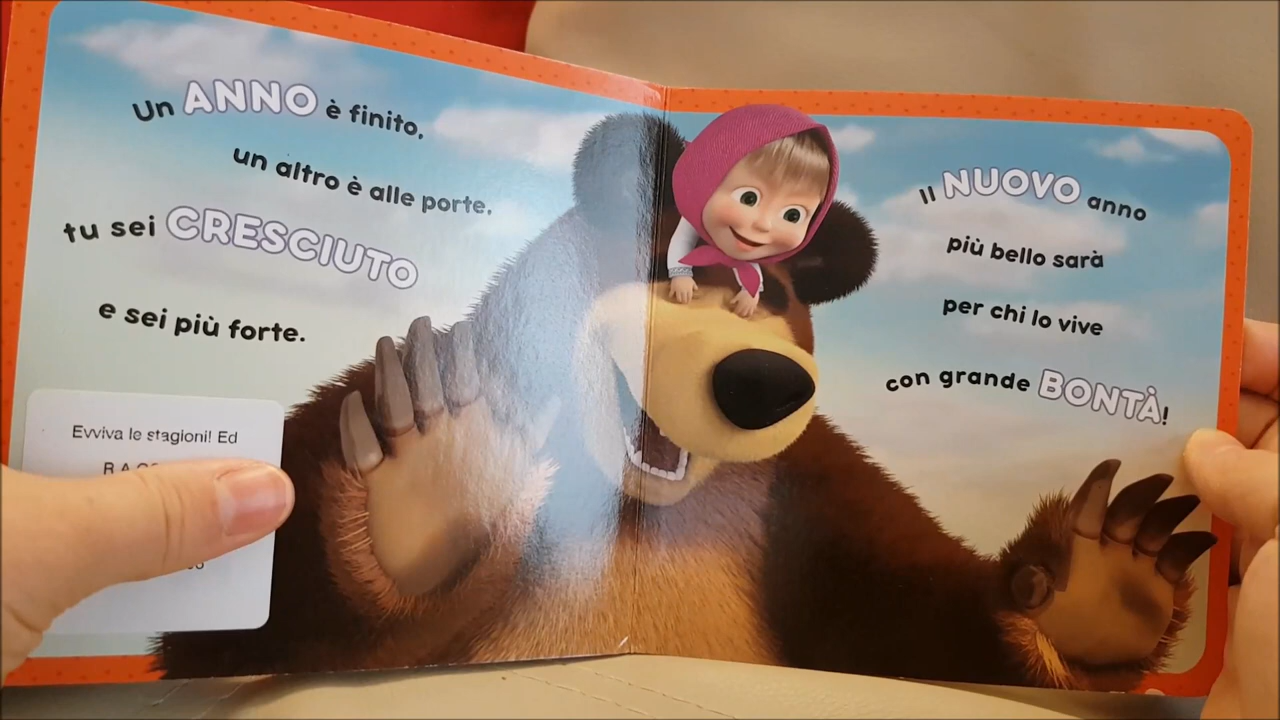 Un ANNO è finito,
un altro è alle porte,
tu sei CRESCIUTO
e sei più forte.
Evviva le stagioni! Ed
Il NUOVO anno
più bello sarà
per chi lo vive
con grande BONTÀ!